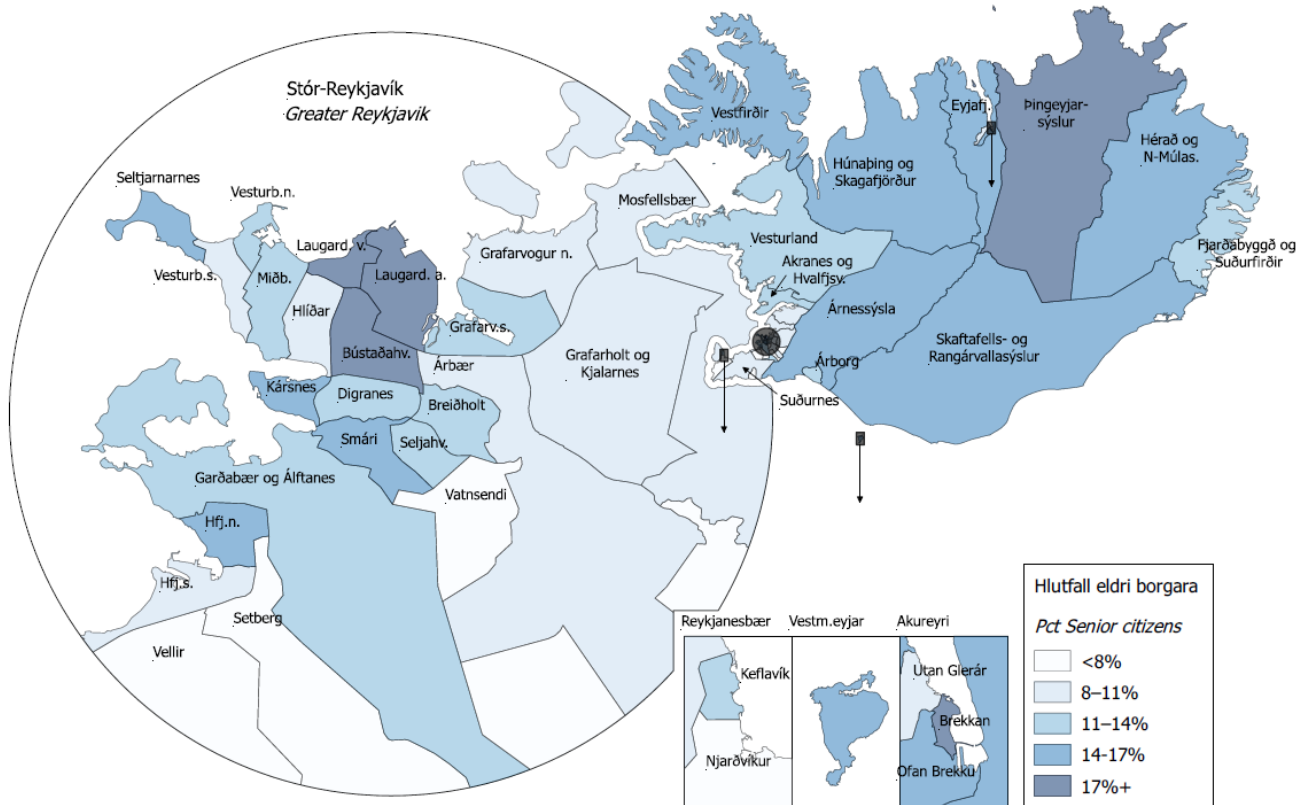 Stór-Reykjavík
Greater Reykjavik
Seltjarnarnes
Vesturb.n.
Vesturb.s.
Miðb.
Laugard. v.
Laugard. a.
Hlíðar
Bústaðahv.
Grafarvogur n.
Grafarv.s.
Mosfellsbær
Árbær
Grafarholt og
Kjalarnes
Kársnes
Digranes
Breiðholt
Smári
Seljahv.
Garðabær og Álftanes
Vatnsendi
Hfj.n.
Hfj.s.
Setberg
Vellir
Vestfirðir
Húnaþing og
Skagafjörður
Eyjafj.
Þingeyjar-
sýslur
Hérað og
N-Múlas.
Fjarðabyggð og
Suðurfirðir
Vesturland
Akranes og
Hvalfjsv.
Árnessýsla
Skaftafells- og
Rangárvallasýslur
Árborg
Suðurnes
Reykjanesbær
Keflavík
Njarðvíkur
Vestm.eyjar
Akureyri
Utan Glerár
Brekkan
Ofan Brekku
Hlutfall eldri borgara
Pct Senior citizens
<8%
8–11%
11–14%
14-17%
17%+